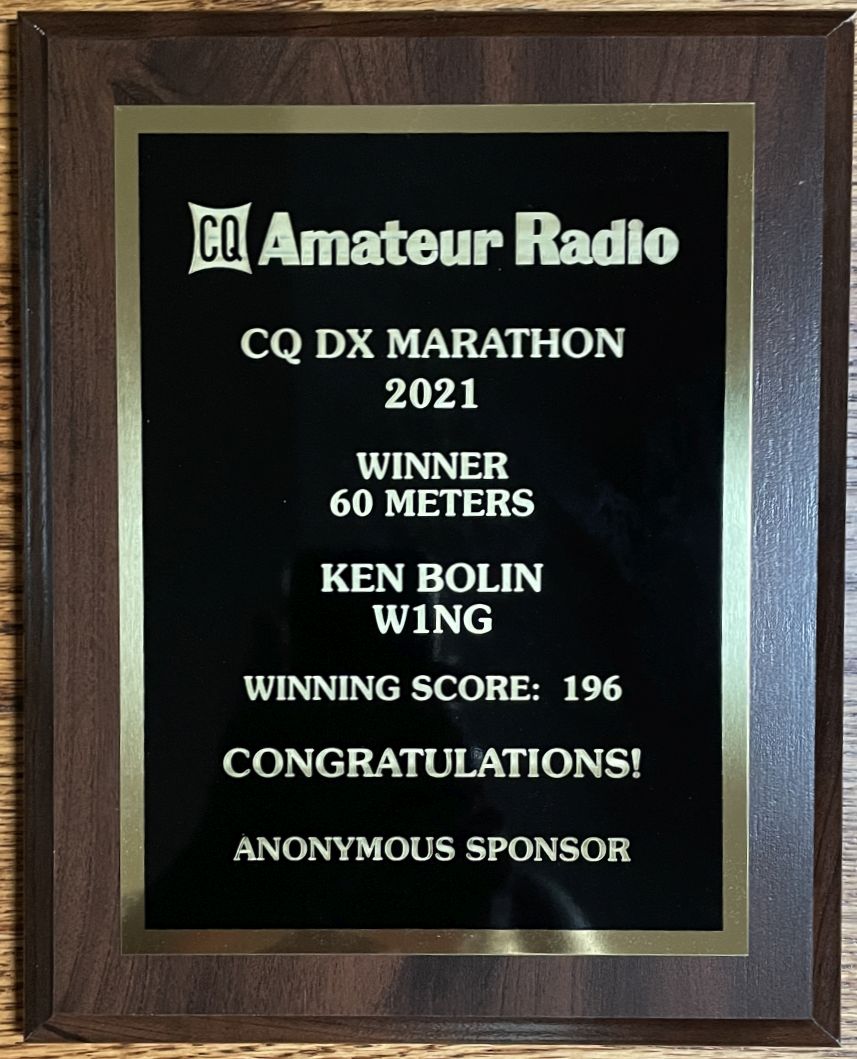 CQ Amateur Radio
CQ DX MARATHON
2021
WINNER
60 METERS
KEN BOLIN
W1NG
WINNING SCORE: 196
CONGRATULATIONS!
ANONYMOUS SPONSOR